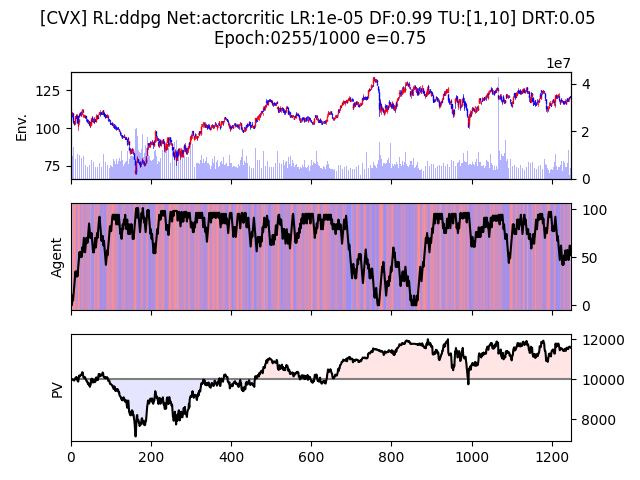 [CVX] RL:ddpg Net:actorcritic LR:1e-05 DF:0.99 TU:[1,10] DRT:0.05
Epoch:0255/1000 e=0.75
1e7
125
100
75
Env.
4
2
0
Agent
100
50
0
PV
12000
10000
8000
0 200 400 600 800 1000 1200